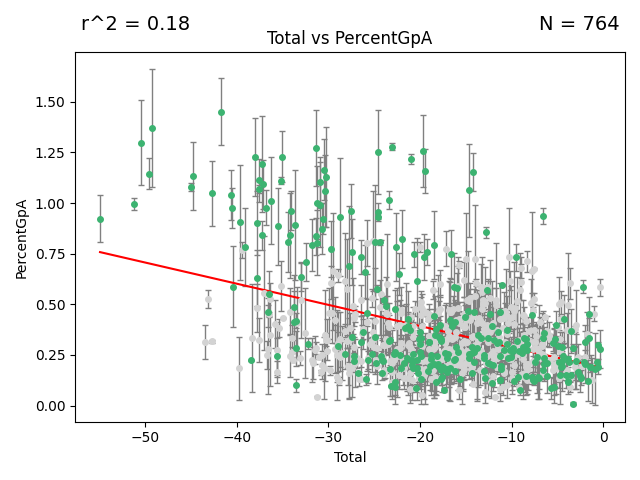 r^2 = 0.18
N = 764
Total vs PercentGpA
PercentGpA
1.50
1.25
1.00
0.75
0.50
0.25
0.00
−50
−40
−30
−20
−10
0
Total